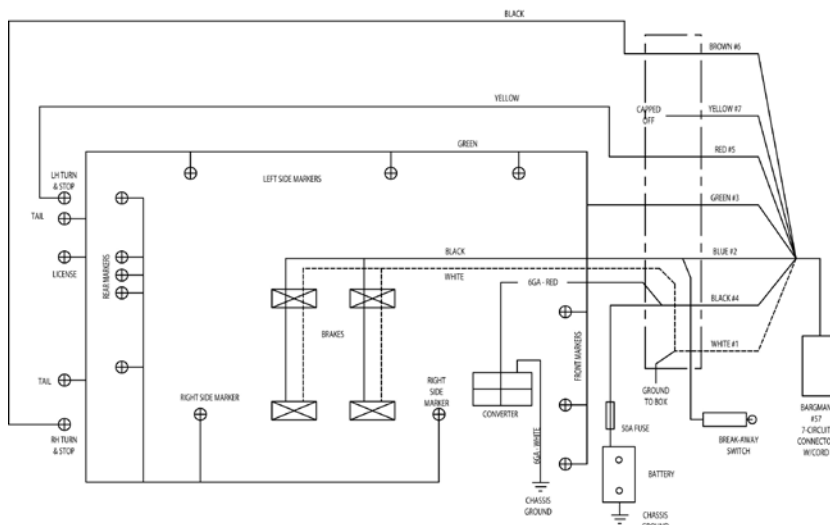 BLACK
BROWN #6
YELLOW
CAPPED
OFF
YELLOW #7
GREEN
RED #5
LH TURN
& STOP
LEFT SIDE MARKERS
TAIL
GREEN #3
LICENSE
REAR MARKERS
BLACK
BLUE #2
WHITE
6GA - RED
BLACK #4
BRAKES
FRONT MARKERS
WHITE #1
TAIL
RIGHT SIDE MARKER
RIGHT
SIDE
MARKER
CONVERTER
GROUND
TO BOX
BARGMAN
#57
7-CIRCUIT
CONNECTO
W/CORD
RH TURN
& STOP
6GA - WHITE
50A FUSE
BREAK-AWAY
SWITCH
BATTERY
CHASSIS
GROUND
CHASSIS
GROUND